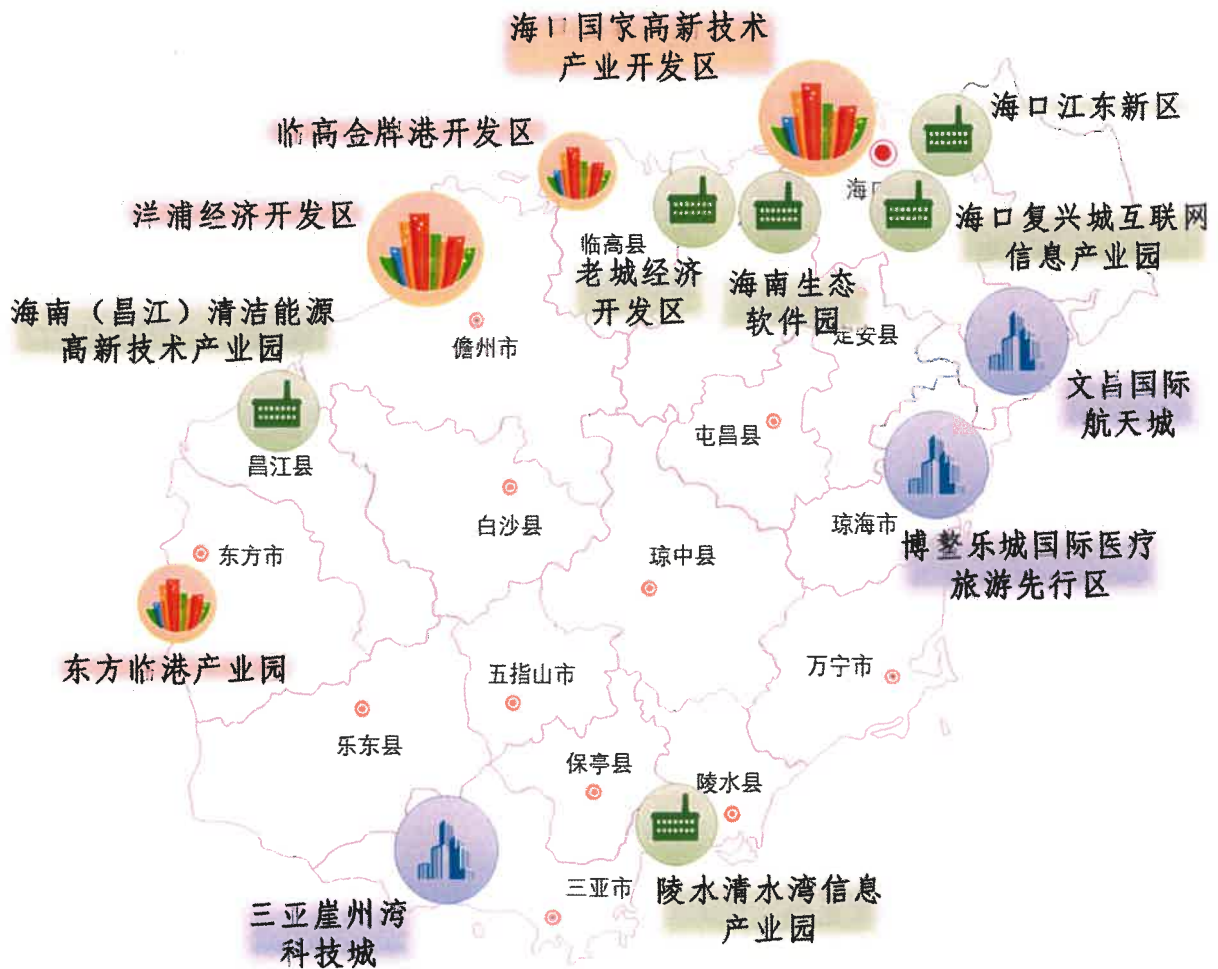 海口国家高新技术
产业开发区
海口江东新区
临高金牌港开发区
洋浦经济开发区
海口复兴城互联网
信息产业园
临高县
老城经济
开发区
海南生态
软件园
定安县
海南（昌江）清洁能源
高新技术产业园
儋州市
文昌国际
航天城
屯昌县
昌江县
白沙县
琼海市
博鳌乐城国际医疗
旅游先行区
东方市
琼中县
东方临港产业园
五指山市
万宁市
乐东县
保亭县
陵水县
三亚市
陵水清水湾信息
产业园
三亚崖州湾
科技城